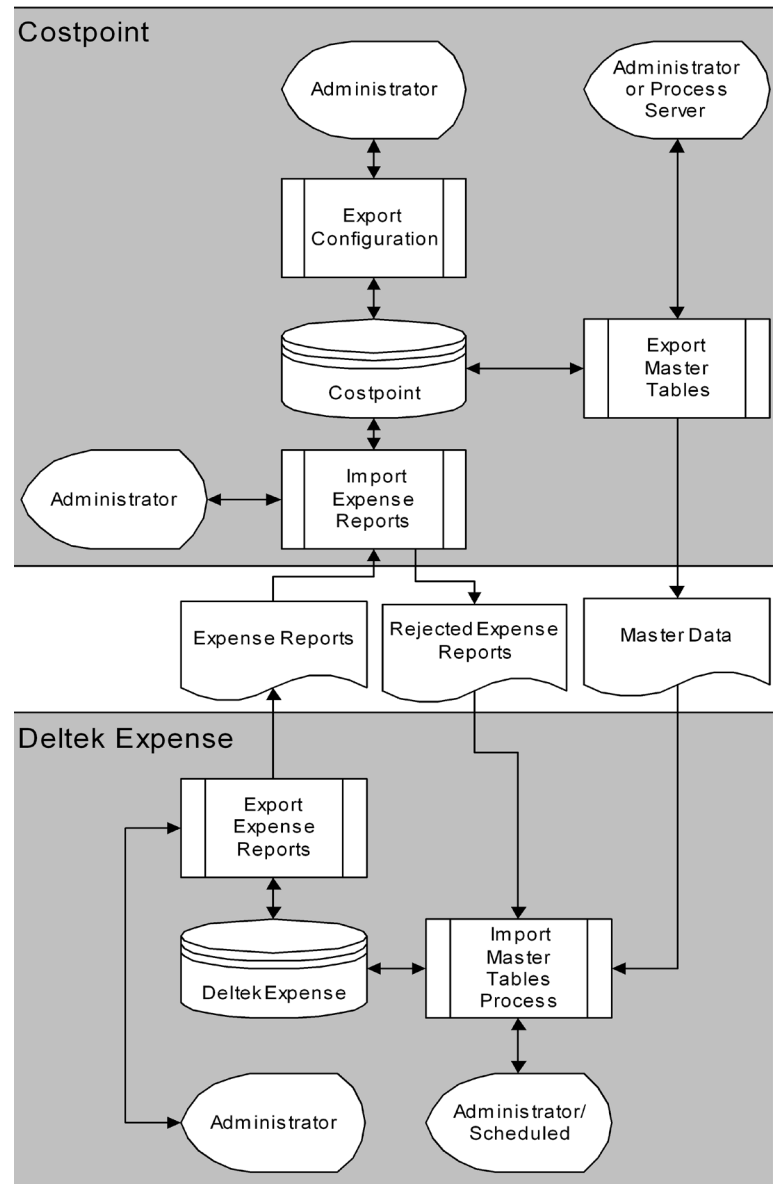 Costpoint
Administrator
Administrator
or Process
Server
Export
Configuration
Costpoint
Export
Master
Tables
Administrator
Import
Expense
Reports
Expense Reports
Rejected Expense
Reports
Master Data
Deltek Expense
Export
Expense
Reports
Deltek Expense
Import
Master
Tables
Process
Administrator
Administrator/
Scheduled